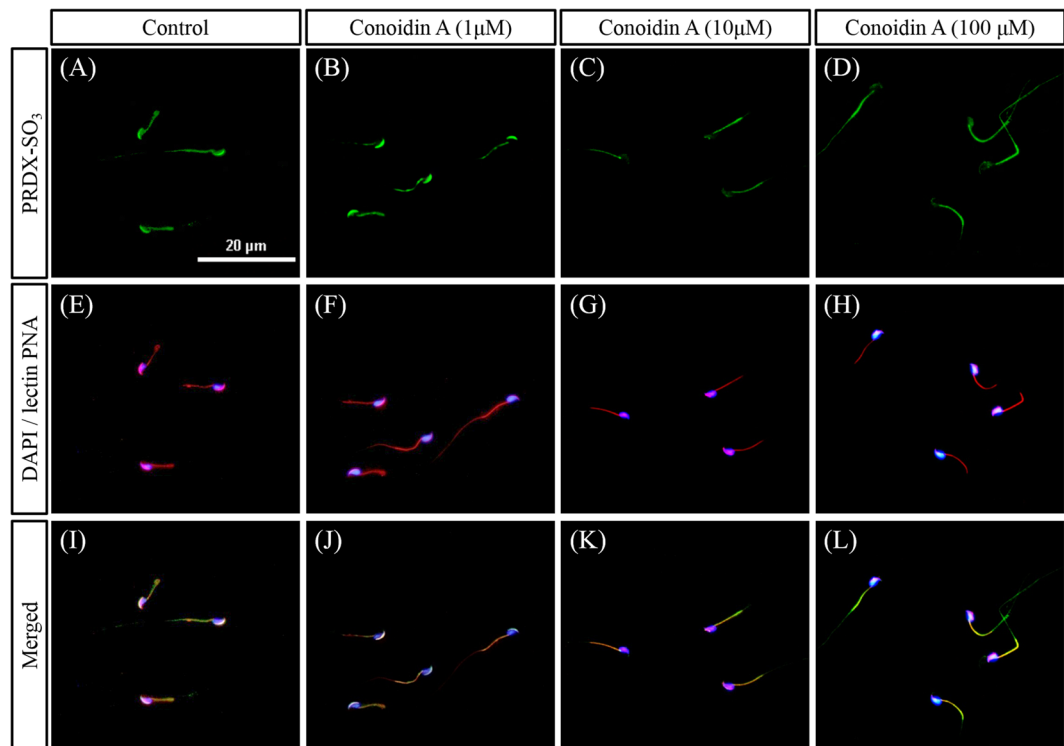 Control
Conoidin A (1μM)
Conoidin A (10μM)
Conoidin A (100 μM)
PRDX-SO3
(A)
(B)
(C)
(D)
20 μm
DAPI / lectin PNA
(E)
(F)
(G)
(H)
Merged
(I)
(J)
(K)
(L)